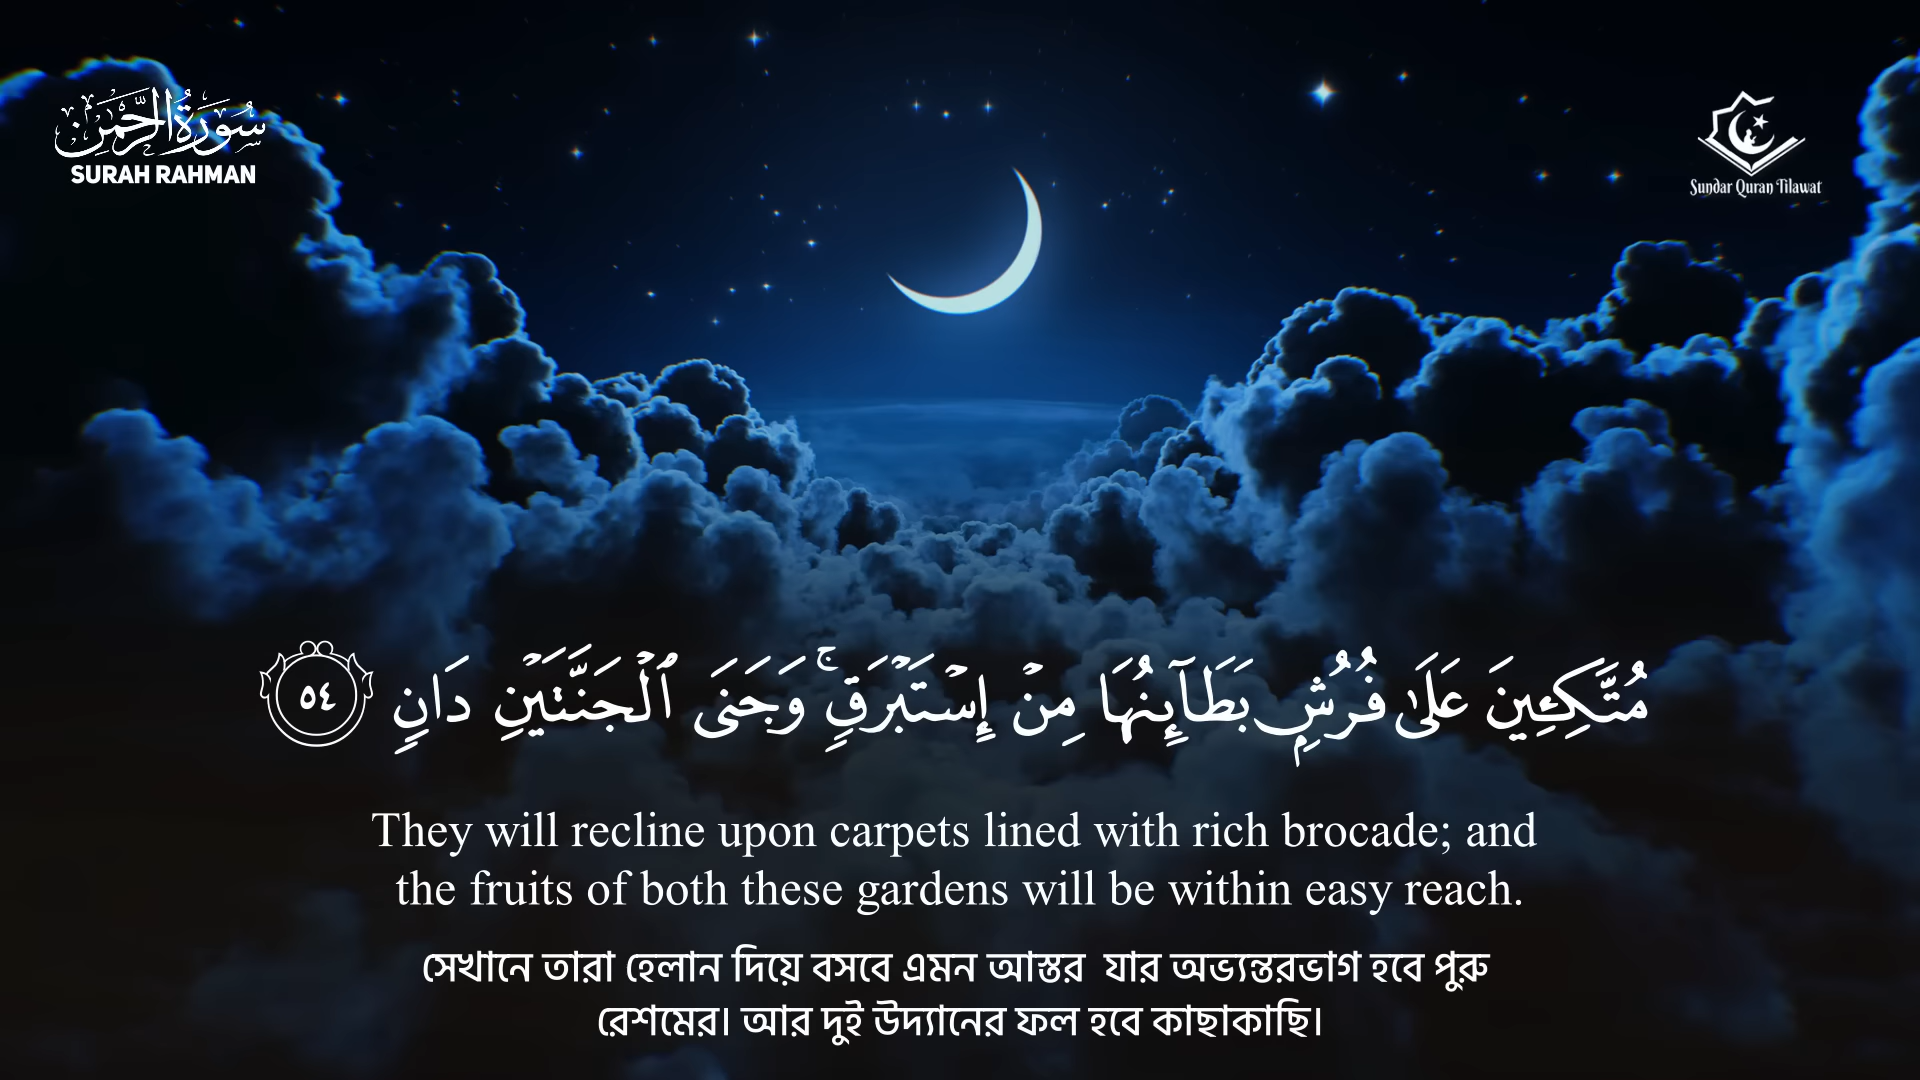 سُورَةُ الرَّحْمٰن
SURAH RAHMAN
Sundar Quran Tilawat
مُتَّكِـِٔينَ عَلَىٰ فُرُشٍۭ بَطَآئِنُهَا مِنْ إِسْتَبْرَقٍۚ وَجَنَى ٱلْجَنَّتَيْنِ دَانٍ ٥٤
They will recline upon carpets lined with rich brocade; and
the fruits of both these gardens will be within easy reach.
সেখানে তারা হেলান দিয়ে বসবে এমন আস্তর যার অভ্যন্তরভাগ হবে পুরু
রেশমের। আর দুই উদ্যানের ফল হবে কাছাকাছি।